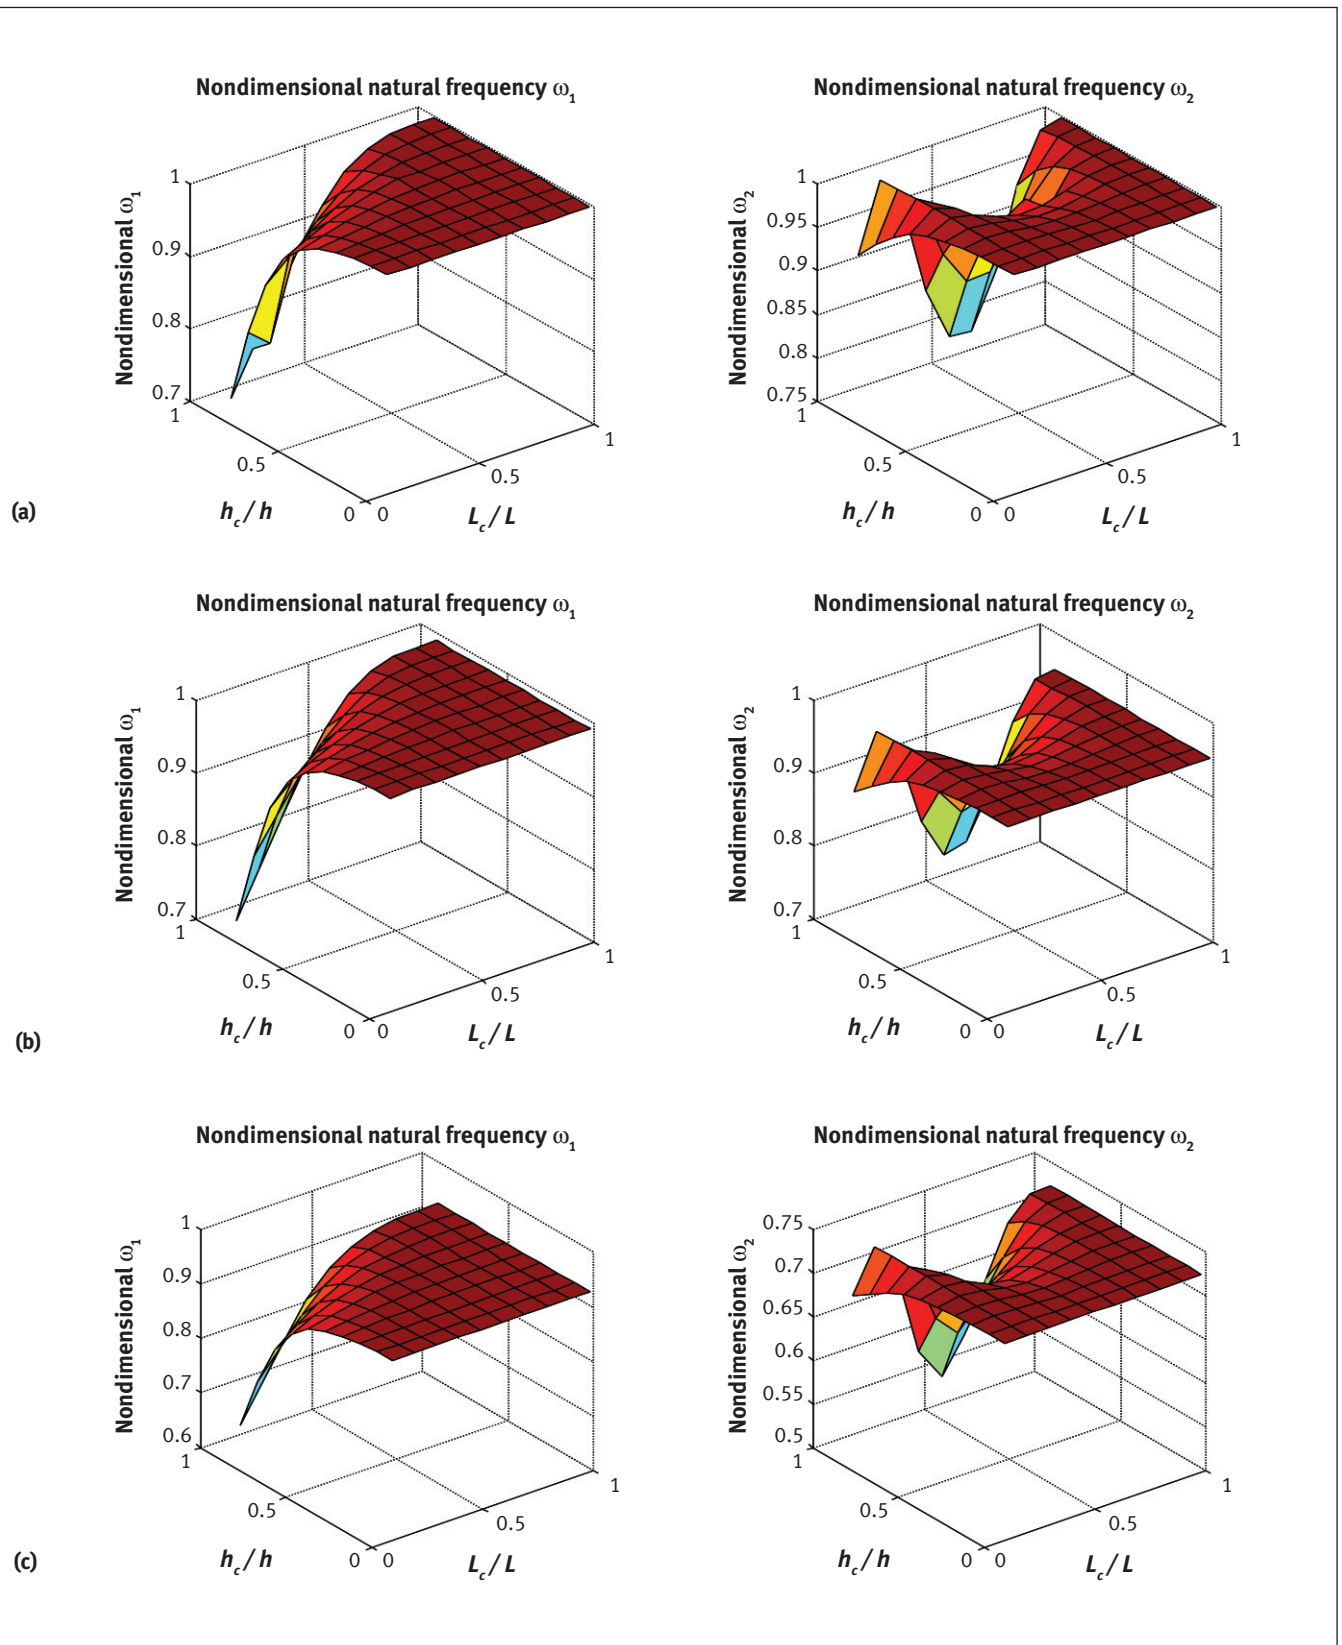 Nondimensional natural frequency ω1
Nondimensional ω1
1
0.9
0.8
0.7
1
0.5
0
0
0.5
1
hc/h
Lc/L
Nondimensional natural frequency ω2
Nondimensional ω2
1
0.95
0.9
0.85
0.8
0.75
1
0.5
0
0
0.5
1
hc/h
Lc/L
(a)
Nondimensional natural frequency ω1
Nondimensional ω1
1
0.9
0.8
0.7
1
0.5
0
0
0.5
1
hc/h
Lc/L
Nondimensional natural frequency ω2
Nondimensional ω2
1
0.9
0.8
0.7
1
0.5
0
0
0.5
1
hc/h
Lc/L
(b)
Nondimensional natural frequency ω1
Nondimensional ω1
1
0.9
0.8
0.7
0.6
1
0.5
0
0
0.5
1
hc/h
Lc/L
Nondimensional natural frequency ω2
Nondimensional ω2
0.75
0.7
0.65
0.6
0.55
0.5
1
0.5
0
0
0.5
1
hc/h
Lc/L
(c)